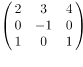 ( 2 3 4 )
( 0 −1 0 )
( 1 0 1 )